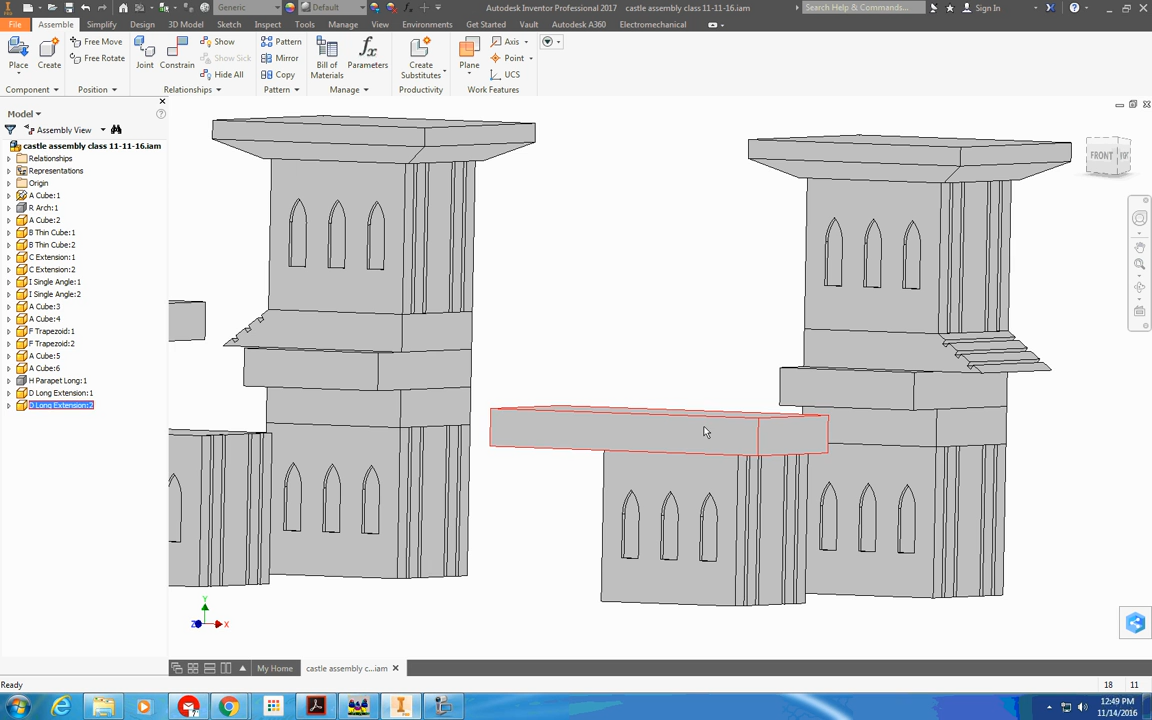 Generic
Default
Autodesk Inventor Professional 2017 castle assembly class 11-11-16.iam
Search Help & Commands...
Sign In
File Assemble Simplify Design 3D Model Sketch Inspect Tools Manage View Environments Get Started Vault Autodesk A360 Electromechanical
Place
Create
Free Move
Free Rotate
Joint
Constrain
Show
Show Sick
Hide All
Pattern
Mirror
Copy
Bill of
Materials
Parameters
Create
Substitutes
Plane
Axis
Point
UCS
Component Position Relationships Pattern Manage Productivity Work Features
Model
Assembly View
castle assembly class 11-11-16.iam
Relationships
Representations
Origin
A Cube:1
R Arch:1
A Cube:2
B Thin Cube:1
B Thin Cube:2
C Extension:1
C Extension:2
I Single Angle:1
I Single Angle:2
A Cube:3
A Cube:4
F Trapezoid:1
F Trapezoid:2
A Cube:5
A Cube:6
H Parapet Long:1
D Long Extension:1
D Long Extension:2
FRONT
Y
Z
X
My Home
castle assembly c...iam
Ready
18 11
12:49 PM
11/14/2016